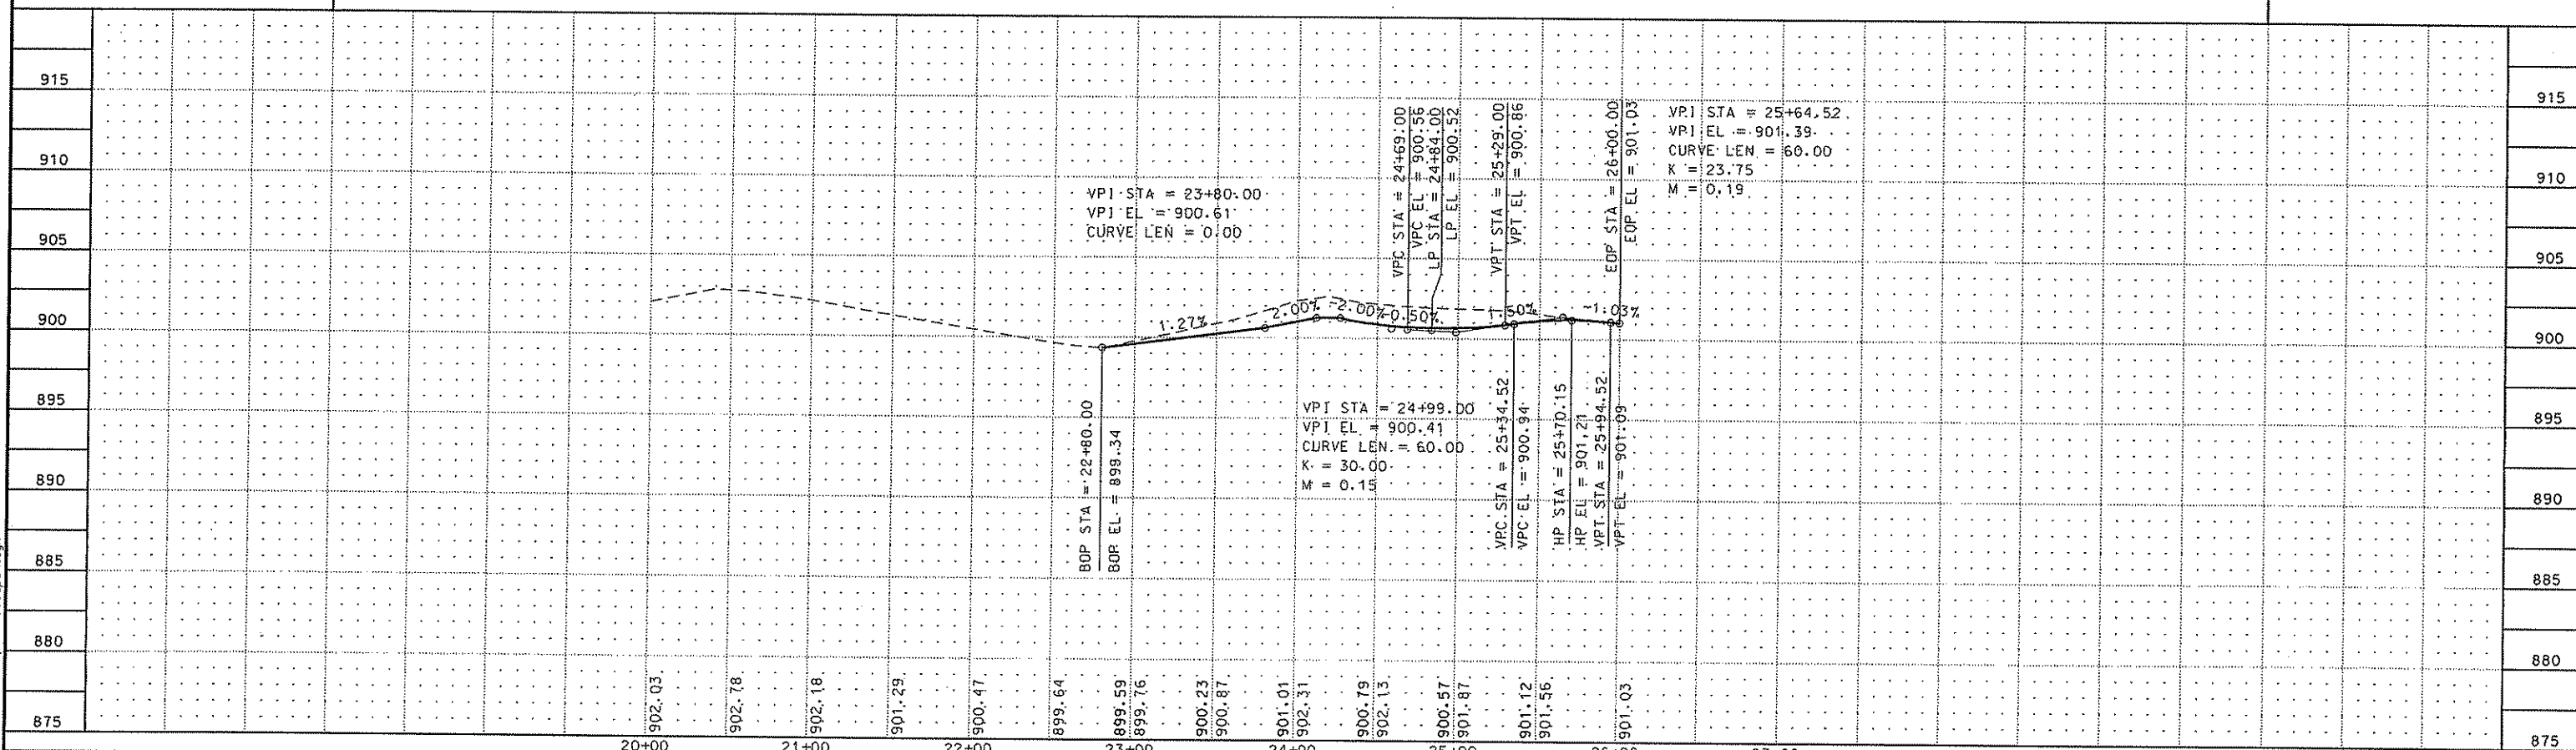 915
910
905
900
895
890
885
880
875
915
910
905
900
895
890
885
880
875
VPI STA = 23+80.00
VPI EL = 900.61
CURVE LEN = 0.00
VPC STA = 24+69.00
VPC EL = 900.56
LP STA = 24+84.00
LP EL = 900.52
VPT STA = 25+29.00
VPT EL = 900.86
EOP STA = 26+00.00
EOP EL = 901.03
VPI STA = 25+64.52
VPI EL = 901.39
CURVE LEN = 60.00
K = 23.75
M = 0.19
1.27%
2.00%
-2.00%
-0.50%
1.50%
-1.03%
BOP STA = 22+80.00
BOP EL = 899.34
VPI STA = 24+99.00
VPI EL = 900.41
CURVE LEN = 60.00
K = 30.00
M = 0.15
VPC STA = 25+34.52
VPC EL = 900.94
HP STA = 25+70.15
HP EL = 901.21
VPT STA = 25+94.52
VPT EL = 901.09
902.03
902.78
902.18
901.29
900.47
899.64
899.59
899.76
900.23
900.87
901.01
902.31
900.79
902.13
900.57
901.87
901.12
901.56
901.03
20+00
21+00
22+00
23+00
24+00
25+00